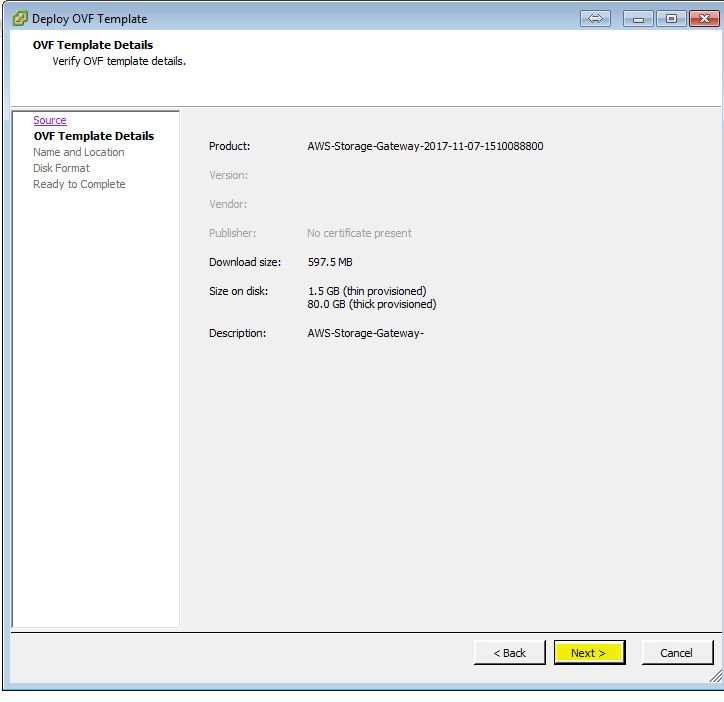 Deploy OVF Template
OVF Template Details
Verify OVF template details.
Source
OVF Template Details
Name and Location
Disk Format
Ready to Complete
Product: AWS-Storage-Gateway-2017-11-07-1510088800
Version:
Vendor:
Publisher: No certificate present
Download size: 597.5 MB
Size on disk: 1.5 GB (thin provisioned)
80.0 GB (thick provisioned)
Description: AWS-Storage-Gateway-
< Back Next > Cancel